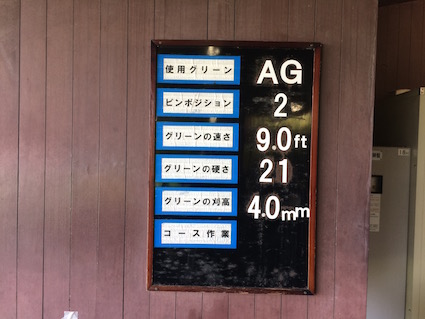 使用グリーン AG
ピンポジション 2
グリーンの速さ 9.0ft
グリーンの硬さ 21
グリーンの刈高 4.0mm
コース作業